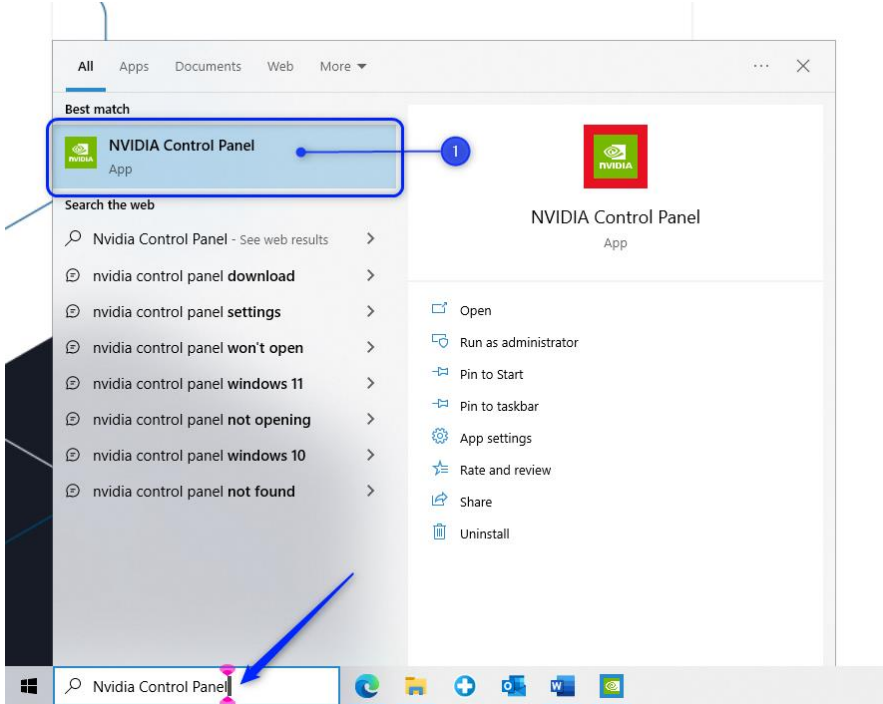 All Apps Documents Web More
Best match
NVIDIA Control Panel
App
1
Search the web
Nvidia Control Panel - See web results
nvidia control panel download
nvidia control panel settings
nvidia control panel won't open
nvidia control panel windows 11
nvidia control panel not opening
nvidia control panel windows 10
nvidia control panel not found
NVIDIA
NVIDIA
NVIDIA Control Panel
App
Open
Run as administrator
Pin to Start
Pin to taskbar
App settings
Rate and review
Share
Uninstall
Nvidia Control Panel